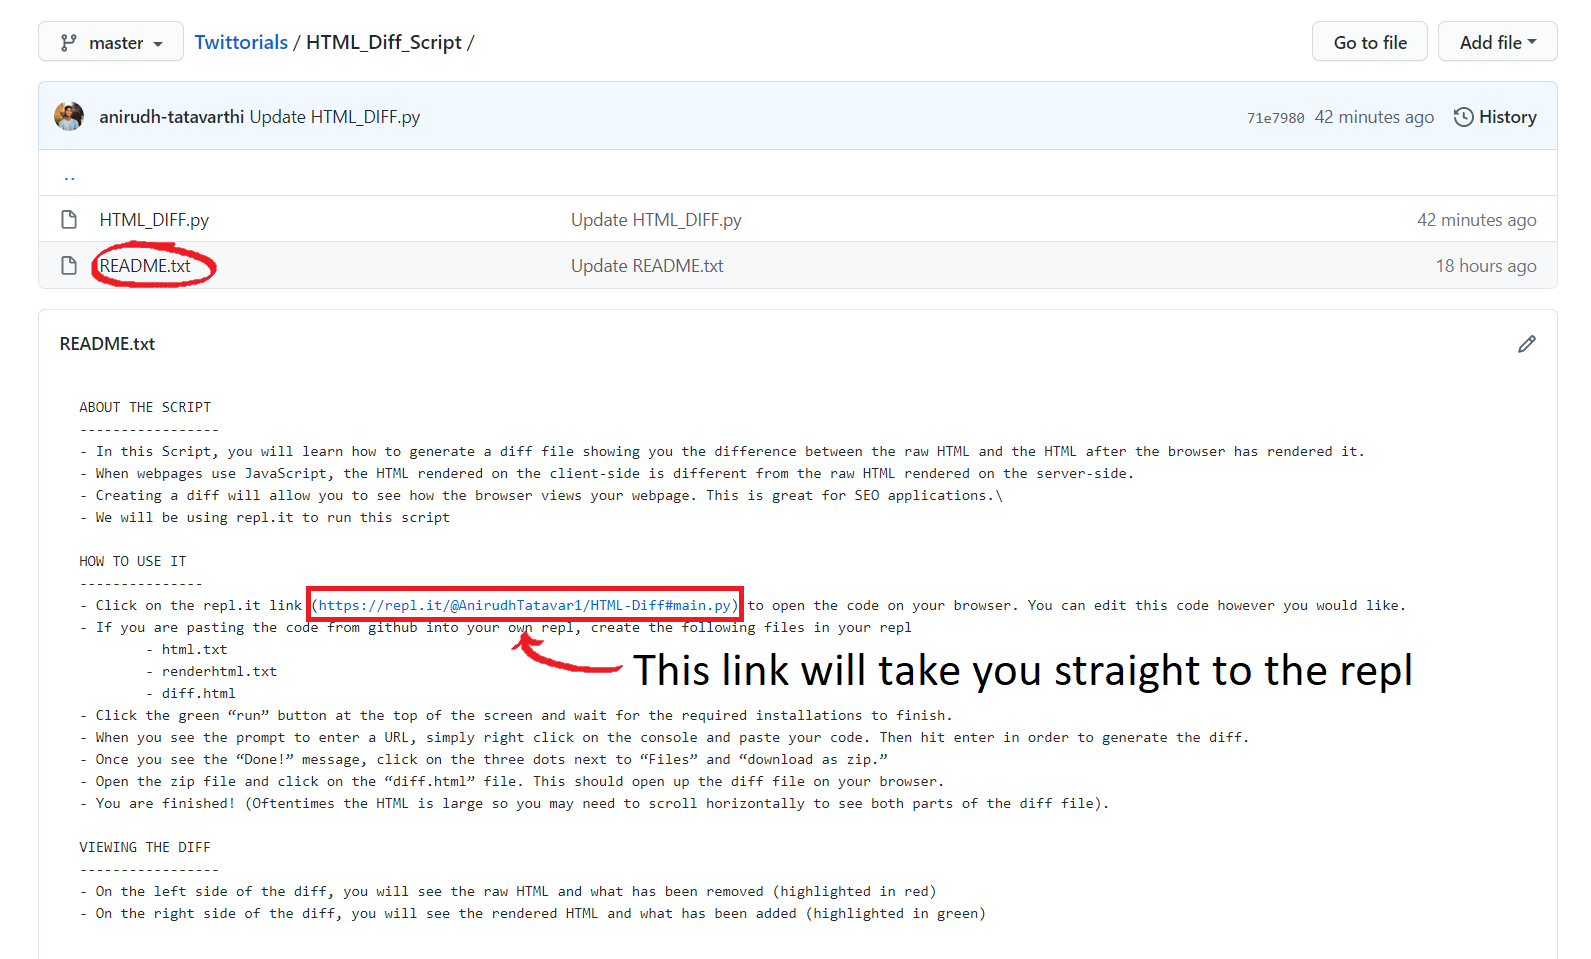 master Twittorials / HTML_Diff_Script / Go to file Add file
anirudh-tatavarthi Update HTML_DIFF.py 71e7980 42 minutes ago History
..
HTML_DIFF.py Update HTML_DIFF.py 42 minutes ago
README.txt Update README.txt 18 hours ago
README.txt
ABOUT THE SCRIPT
-----------------
- In this Script, you will learn how to generate a diff file showing you the difference between the raw HTML and the HTML after the browser has rendered it.
- When webpages use JavaScript, the HTML rendered on the client-side is different from the raw HTML rendered on the server-side.
- Creating a diff will allow you to see how the browser views your webpage. This is great for SEO applications.\
- We will be using repl.it to run this script
HOW TO USE IT
---------------
- Click on the repl.it link (https://repl.it/@AnirudhTatavar1/HTML-Diff#main.py) to open the code on your browser. You can edit this code however you would like.
- If you are pasting the code from github into your own repl, create the following files in your repl
- html.txt
- renderhtml.txt
This link will take you straight to the repl
- diff.html
- Click the green “run” button at the top of the screen and wait for the required installations to finish.
- When you see the prompt to enter a URL, simply right click on the console and paste your code. Then hit enter in order to generate the diff.
- Once you see the “Done!” message, click on the three dots next to “Files” and “download as zip.”
- Open the zip file and click on the “diff.html” file. This should open up the diff file on your browser.
- You are finished! (Oftentimes the HTML is large so you may need to scroll horizontally to see both parts of the diff file).
VIEWING THE DIFF
-----------------
- On the left side of the diff, you will see the raw HTML and what has been removed (highlighted in red)
- On the right side of the diff, you will see the rendered HTML and what has been added (highlighted in green)